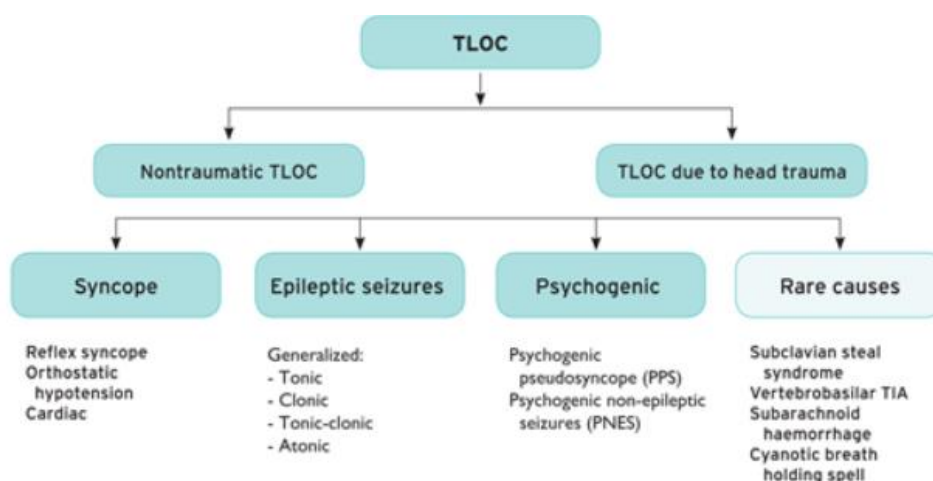 TLOC
Nontraumatic TLOC
TLOC due to head trauma
Syncope
Epileptic seizures
Psychogenic
Rare causes
Reflex syncope
Orthostatic
hypotension
Cardiac
Generalized:
- Tonic
- Clonic
- Tonic-clonic
- Atonic
Psychogenic
pseudosyncope (PPS)
Psychogenic non-epileptic
seizures (PNES)
Subclavian steal
syndrome
Vertebrobasilar TIA
Subarachnoid
haemorrhage
Cyanotic breath
holding spell